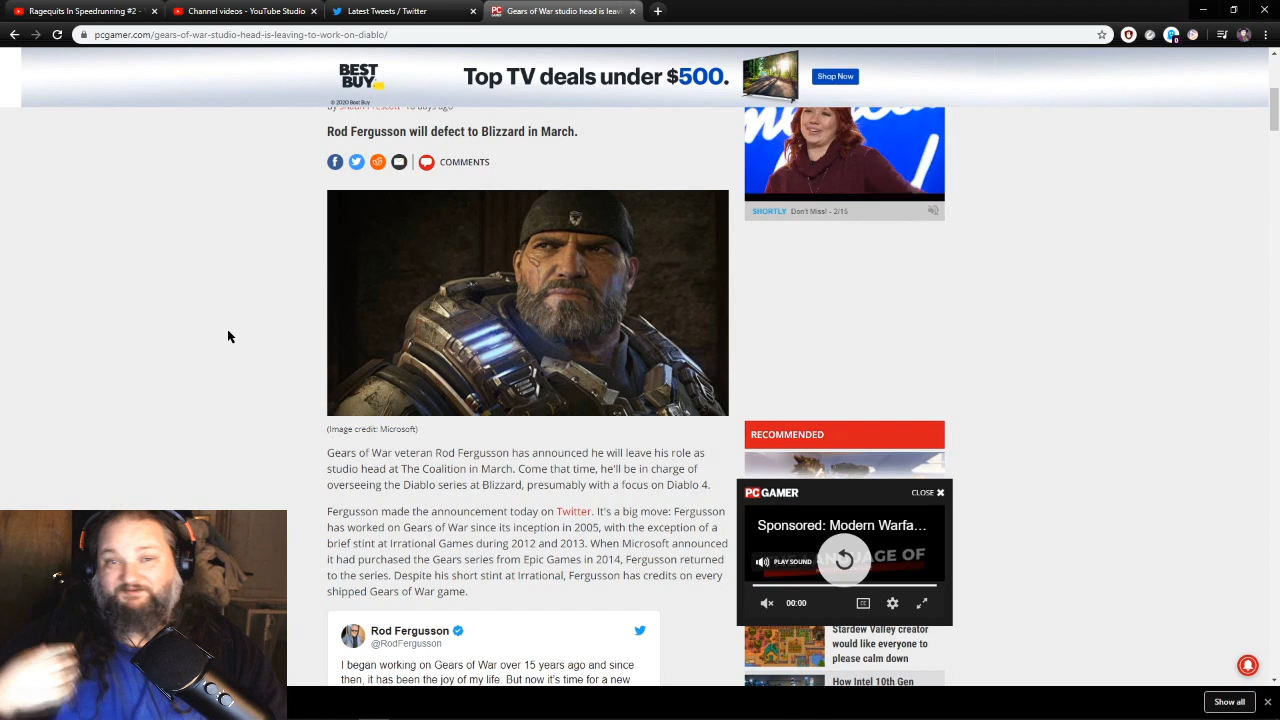 Ragequits In Speedrunning #2 -
Channel videos - YouTube Studio
Latest Tweets / Twitter
Gears of War studio head is leavi
pcgamer.com/gears-of-war-studio-head-is-leaving-to-work-on-diablo/
BEST BUY
© 2020 Best Buy
Top TV deals under $500.
Shop Now
Rod Fergusson will defect to Blizzard in March.
COMMENTS
SHORTLY Don't Miss! - 2/15
(Image credit: Microsoft)
Gears of War veteran Rod Fergusson has announced he will leave his role as
studio head at The Coalition in March. Come that time, he'll be in charge of
overseeing the Diablo series at Blizzard, presumably with a focus on Diablo 4.
Fergusson made the announcement today on Twitter. It's a big move: Fergusson
has worked on Gears of War since its inception in 2005, with the exception of a
brief stint at Irrational Games during 2012 and 2013. When Microsoft announced
it had purchased the Gears series from Epic Games in 2014, Fergusson returned
to the series. Despite his short stint at Irrational, Fergusson has credits on every
shipped Gears of War game.
Rod Fergusson
@RodFergusson
I began working on Gears of War over 15 years ago and since
then, it has been the joy of my life. But now it's time for a new
RECOMMENDED
PC GAMER
CLOSE ✖
Sponsored: Modern Warfa...
PLAY SOUND
LANGUAGE OF
00:00
CC
Stardew Valley creator
would like everyone to
please calm down
How Intel 10th Gen
Show all